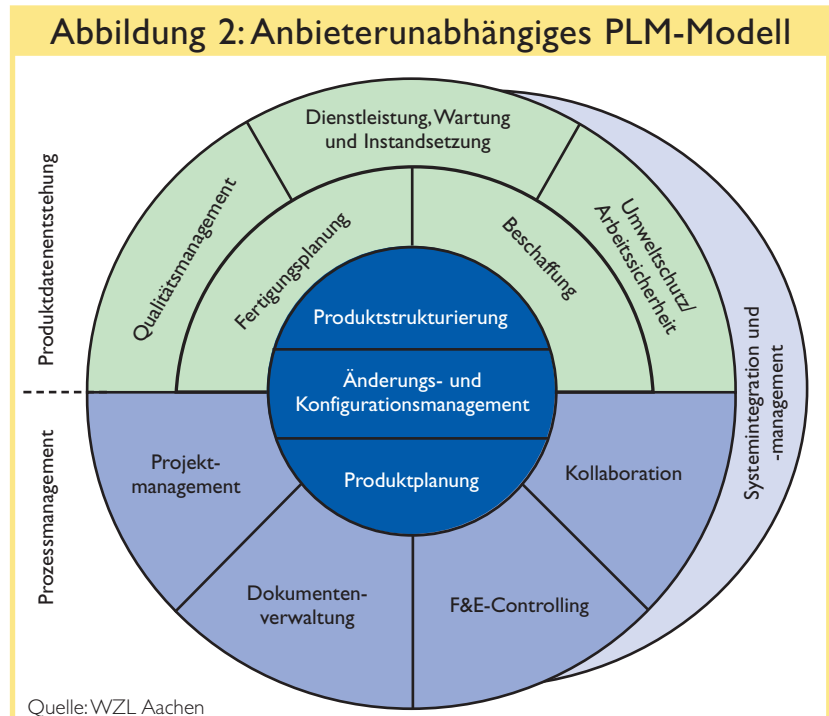 Abbildung 2: Anbieterunabhängiges PLM-Modell
Produktdatenentstehung
Prozessmanagement
Dienstleistung, Wartung
und Instandsetzung
Qualitätsmanagement
Umweltschutz/
Arbeitssicherheit
Fertigungsplanung
Beschaffung
Produktstrukturierung
Änderungs- und
Konfigurationsmanagement
Produktplanung
Projekt-
management
Kollaboration
Dokumenten-
verwaltung
F&E-Controlling
Systemintegration und
-management
Quelle: WZL Aachen